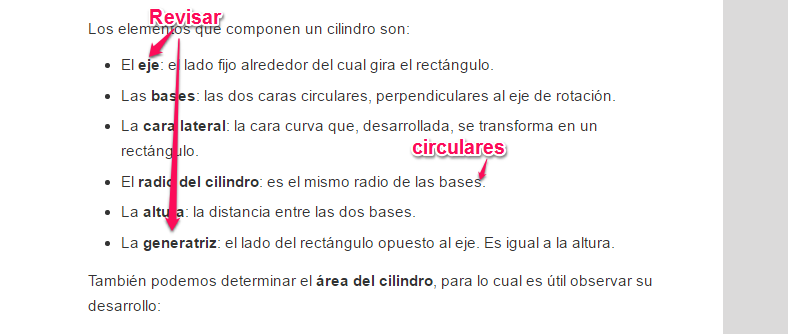 Revisar
Los elementos que componen un cilindro son:
• El eje: el lado fijo alrededor del cual gira el rectángulo.
• Las bases: las dos caras circulares, perpendiculares al eje de rotación.
• La cara lateral: la cara curva que, desarrollada, se transforma en un
rectángulo.
circulares
• El radio del cilindro: es el mismo radio de las bases.
• La altura: la distancia entre las dos bases.
• La generatriz: el lado del rectángulo opuesto al eje. Es igual a la altura.
También podemos determinar el área del cilindro, para lo cual es útil observar su
desarrollo: